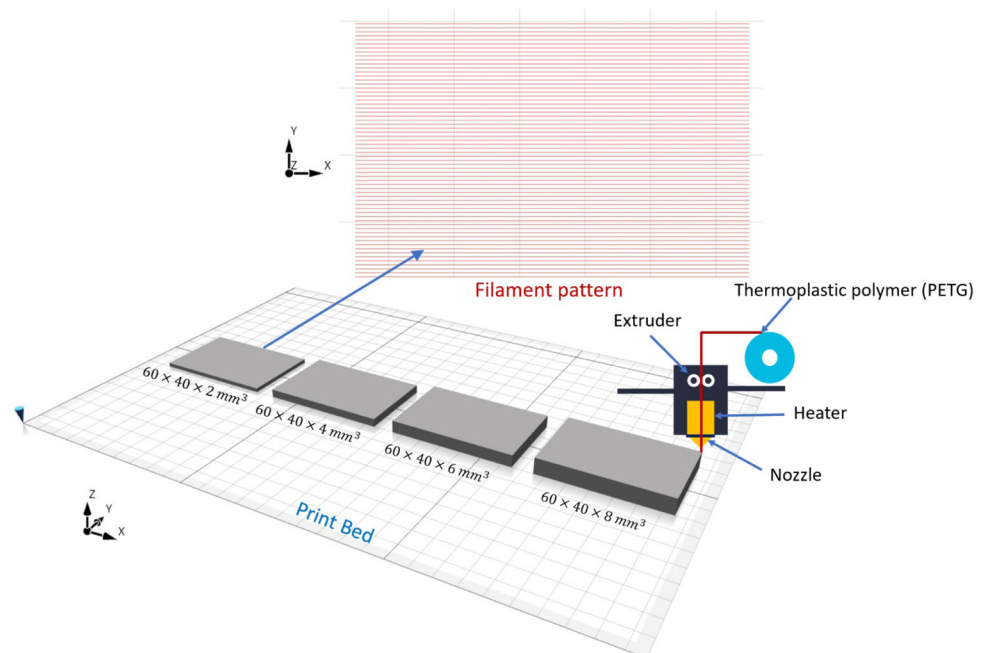 Y
Z
X
Filament pattern
Thermoplastic polymer (PETG)
Extruder
Heater
Nozzle
60 × 40 × 2 mm³
60 × 40 × 4 mm³
60 × 40 × 6 mm³
60 × 40 × 8 mm³
Print Bed
Z
Y
X